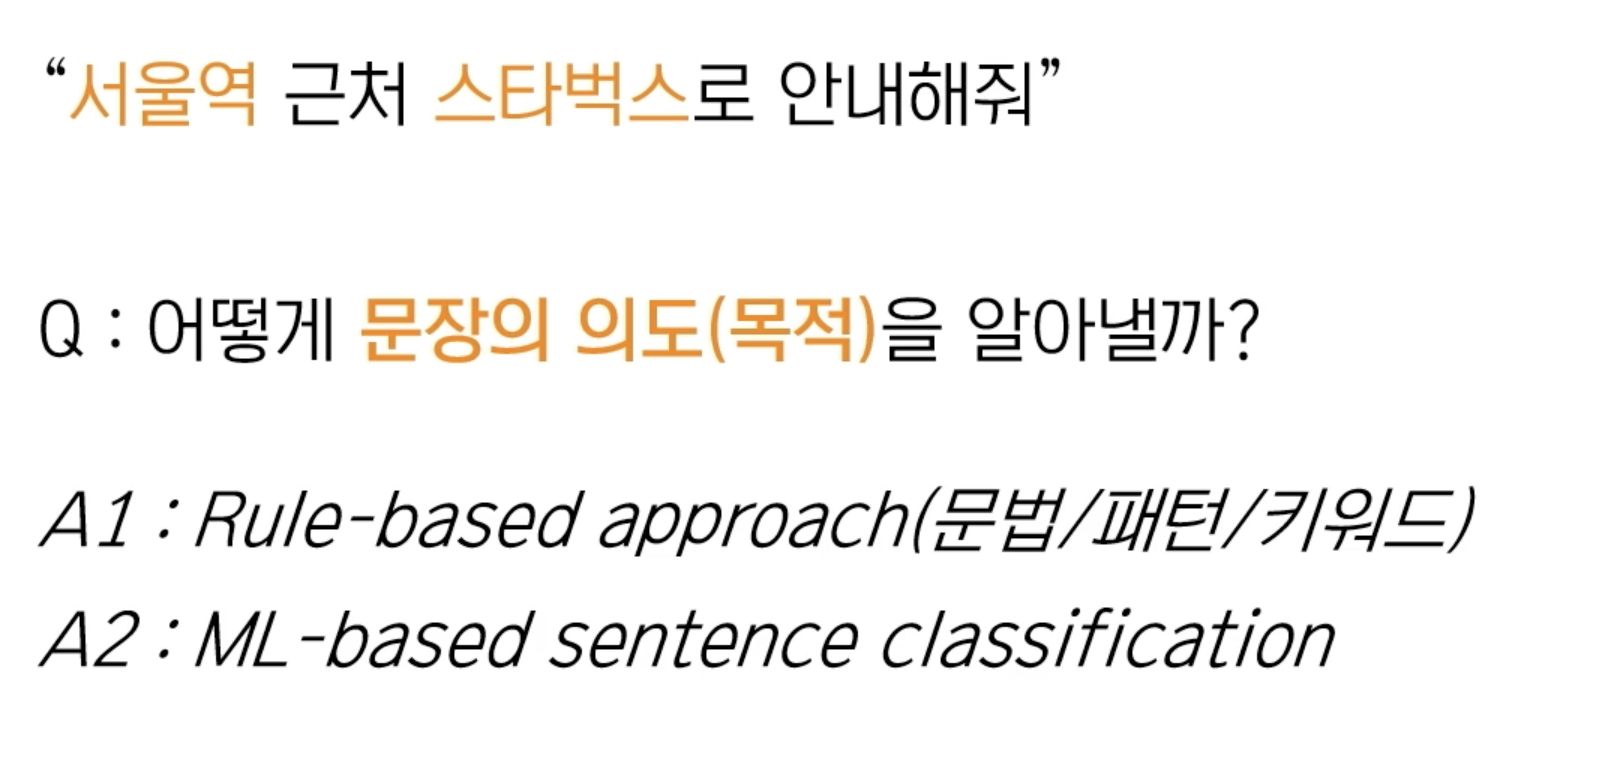 “서울역 근처 스타벅스로 안내해줘”
Q : 어떻게 문장의 의도(목적)을 알아낼까?
A1 : Rule-based approach(문법/패턴/키워드)
A2 : ML-based sentence classification